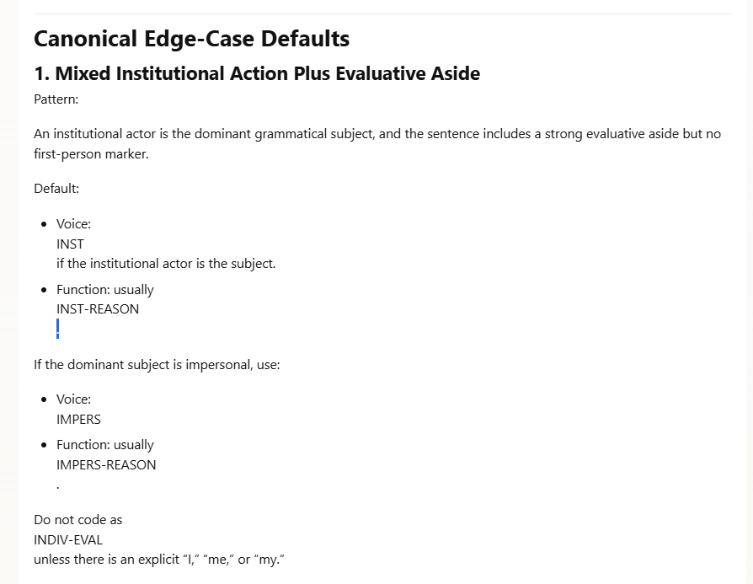 Canonical Edge-Case Defaults
1. Mixed Institutional Action Plus Evaluative Aside
Pattern:
An institutional actor is the dominant grammatical subject, and the sentence includes a strong evaluative aside but no
first-person marker.
Default:
• Voice:
INST
if the institutional actor is the subject.
• Function: usually
INST-REASON
.
If the dominant subject is impersonal, use:
• Voice:
IMPERS
• Function: usually
IMPERS-REASON
.
Do not code as
INDIV-EVAL
unless there is an explicit “I,” “me,” or “my.”